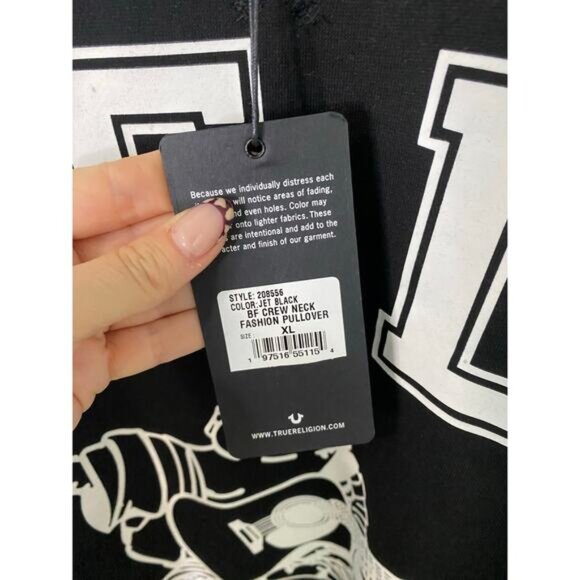 Because we individually distress each
will notice areas of fading,
and even holes. Color may
onto lighter fabrics. These
are intentional and add to the
acter and finish of our garment.
STYLE: 208556
COLOR: JET BLACK
BF CREW NECK
FASHION PULLOVER
SIZE: XL
1 97516 55115 4
WWW.TRUERELIGION.COM